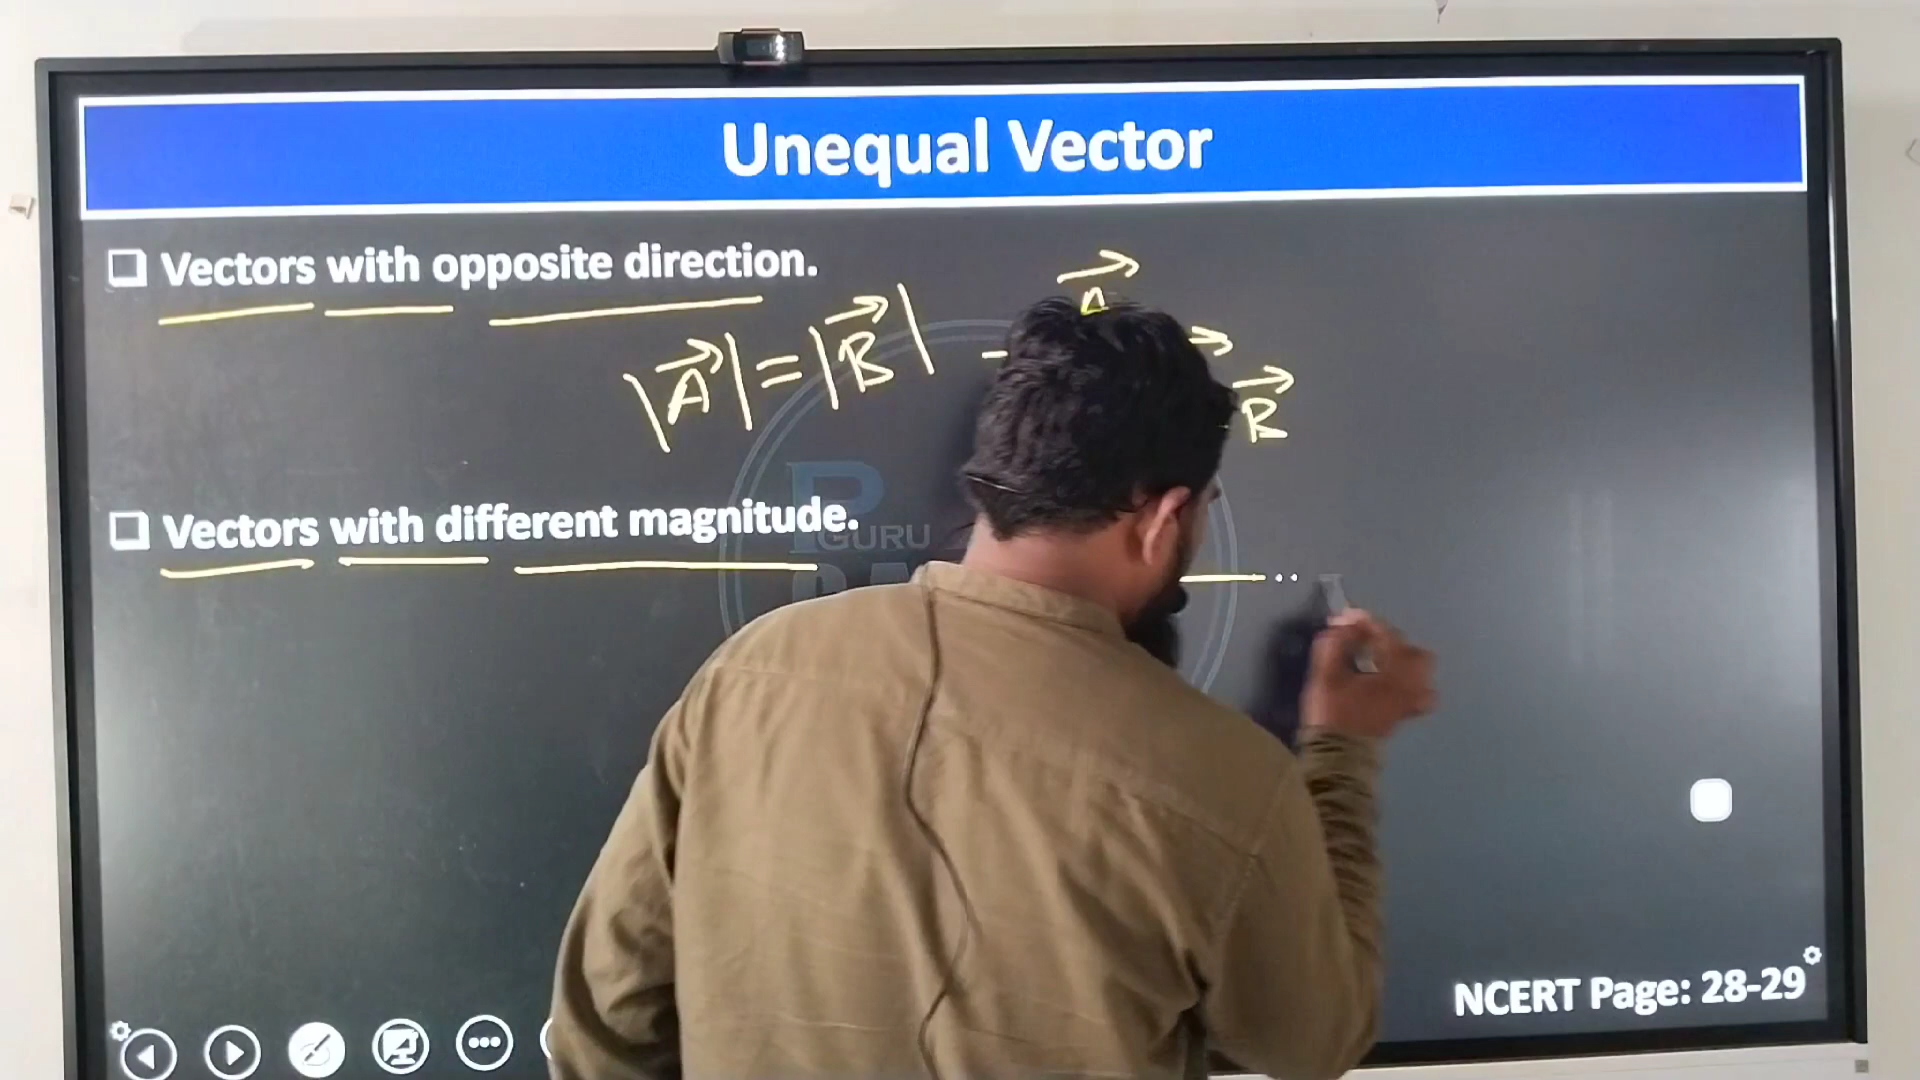 Unequal Vector
❑ Vectors with opposite direction.
|A⃗| = |B⃗|
A⃗
B⃗
❑ Vectors with different magnitude.
GURU
NCERT Page: 28-29